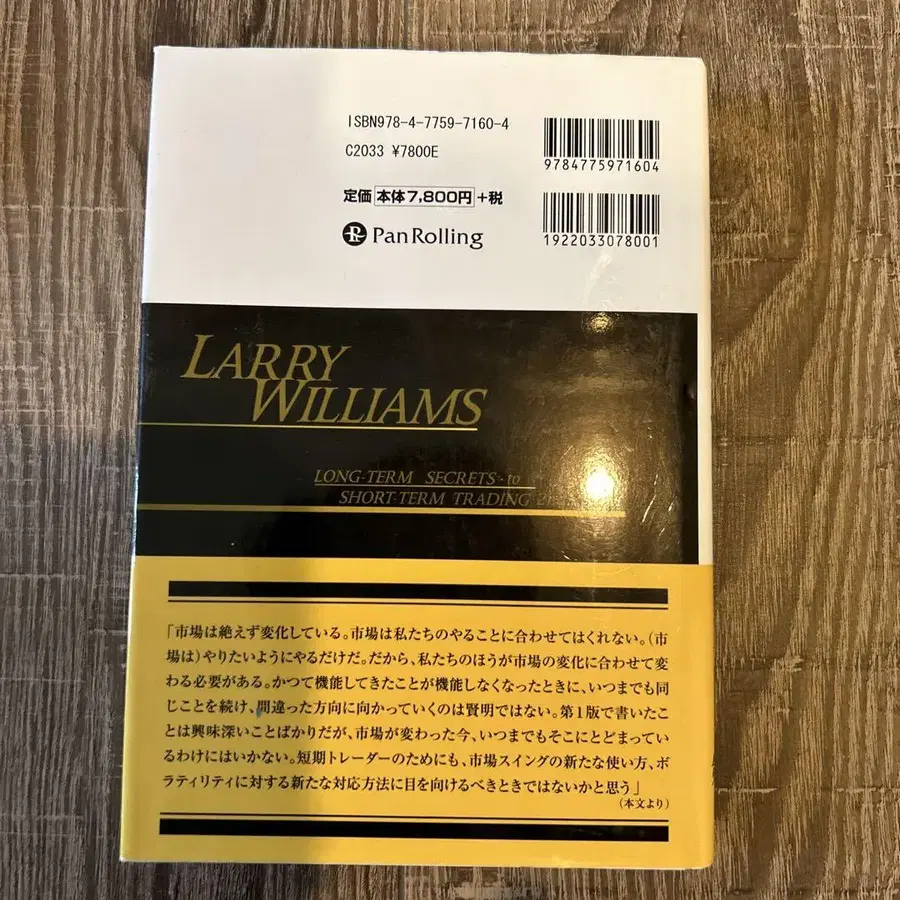 ISBN978-4-7759-7160-4
C2033 ¥7800E
9784775971604
定価 本体7,800円 +税
1922033078001
PanRolling
LARRY
WILLIAMS
LONG-TERM SECRETS to
SHORT-TERM TRADING
「市場は絶えず変化している。市場は私たちのやることに合わせてはくれない。(市
場は)やりたいようにやるだけだ。だから、私たちのほうが市場の変化に合わせて変
わる必要がある。かつて機能してきたことが機能しなくなったときに、いつまでも同
じことを続け、間違った方向に向かっていくのは賢明ではない。第1版で書いたこ
とは興味深いことばかりだが、市場が変わった今、いつまでもそこにとどまってい
るわけにはいかない。短期トレーダーのためにも、市場スイングの新たな使い方、ボ
ラティリティに対する新たな対応方法に目を向けるべきときではないかと思う」
(本文より)